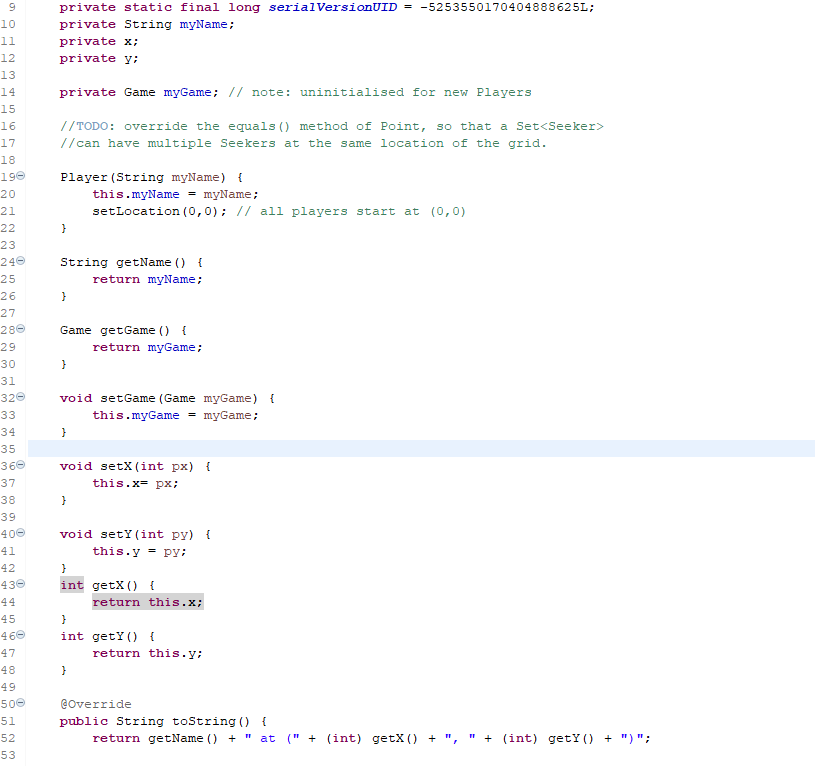 9 private static final long serialVersionUID = -5253550170404888625L;
10 private String myName;
11 private x;
12 private y;
13
14 private Game myGame; // note: uninitialised for new Players
15
16 //TODO: override the equals() method of Point, so that a Set<Seeker>
17 //can have multiple Seekers at the same location of the grid.
18
19 Player(String myName) {
20 this.myName = myName;
21 setLocation(0,0); // all players start at (0,0)
22 }
23
24 String getName() {
25 return myName;
26 }
27
28 Game getGame() {
29 return myGame;
30 }
31
32 void setGame(Game myGame) {
33 this.myGame = myGame;
34 }
35
36 void setX(int px) {
37 this.x= px;
38 }
39
40 void setY(int py) {
41 this.y = py;
42 }
43 int getX() {
44 return this.x;
45 }
46 int getY() {
47 return this.y;
48 }
49
50 @Override
51 public String toString() {
52 return getName() + " at (" + (int) getX() + ", " + (int) getY() + ")";
53